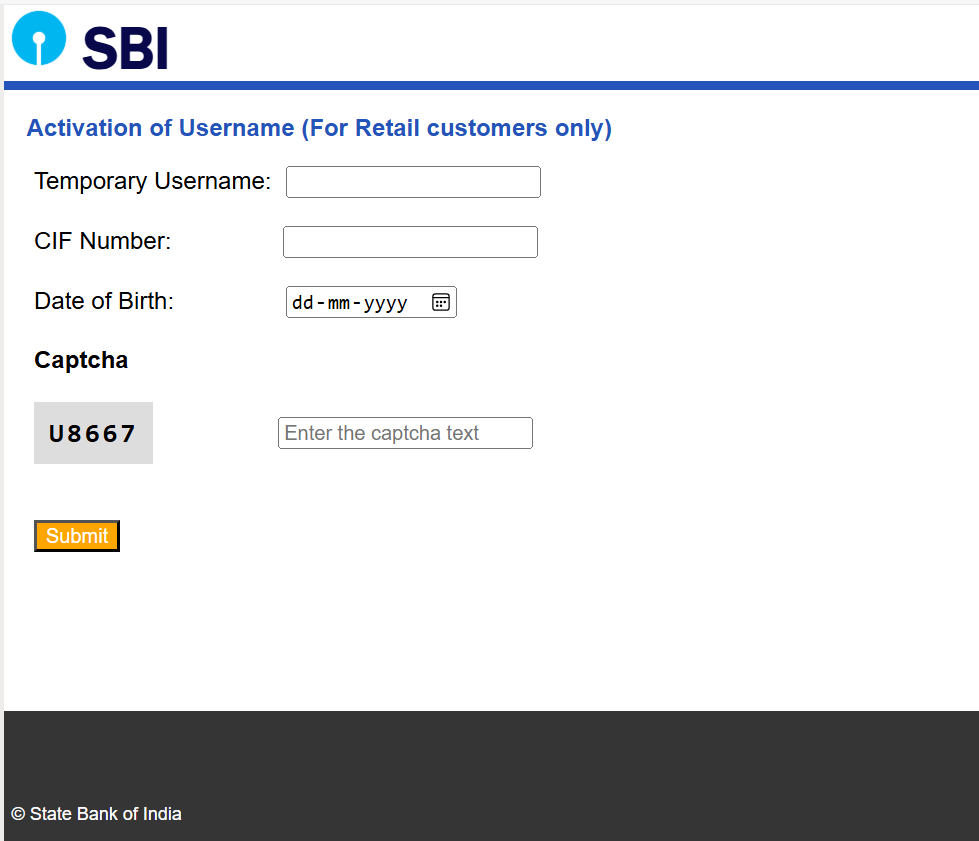 SBI
Activation of Username (For Retail customers only)
Temporary Username:
CIF Number:
Date of Birth: dd-mm-yyyy
Captcha
U8667 Enter the captcha text
Submit
© State Bank of India